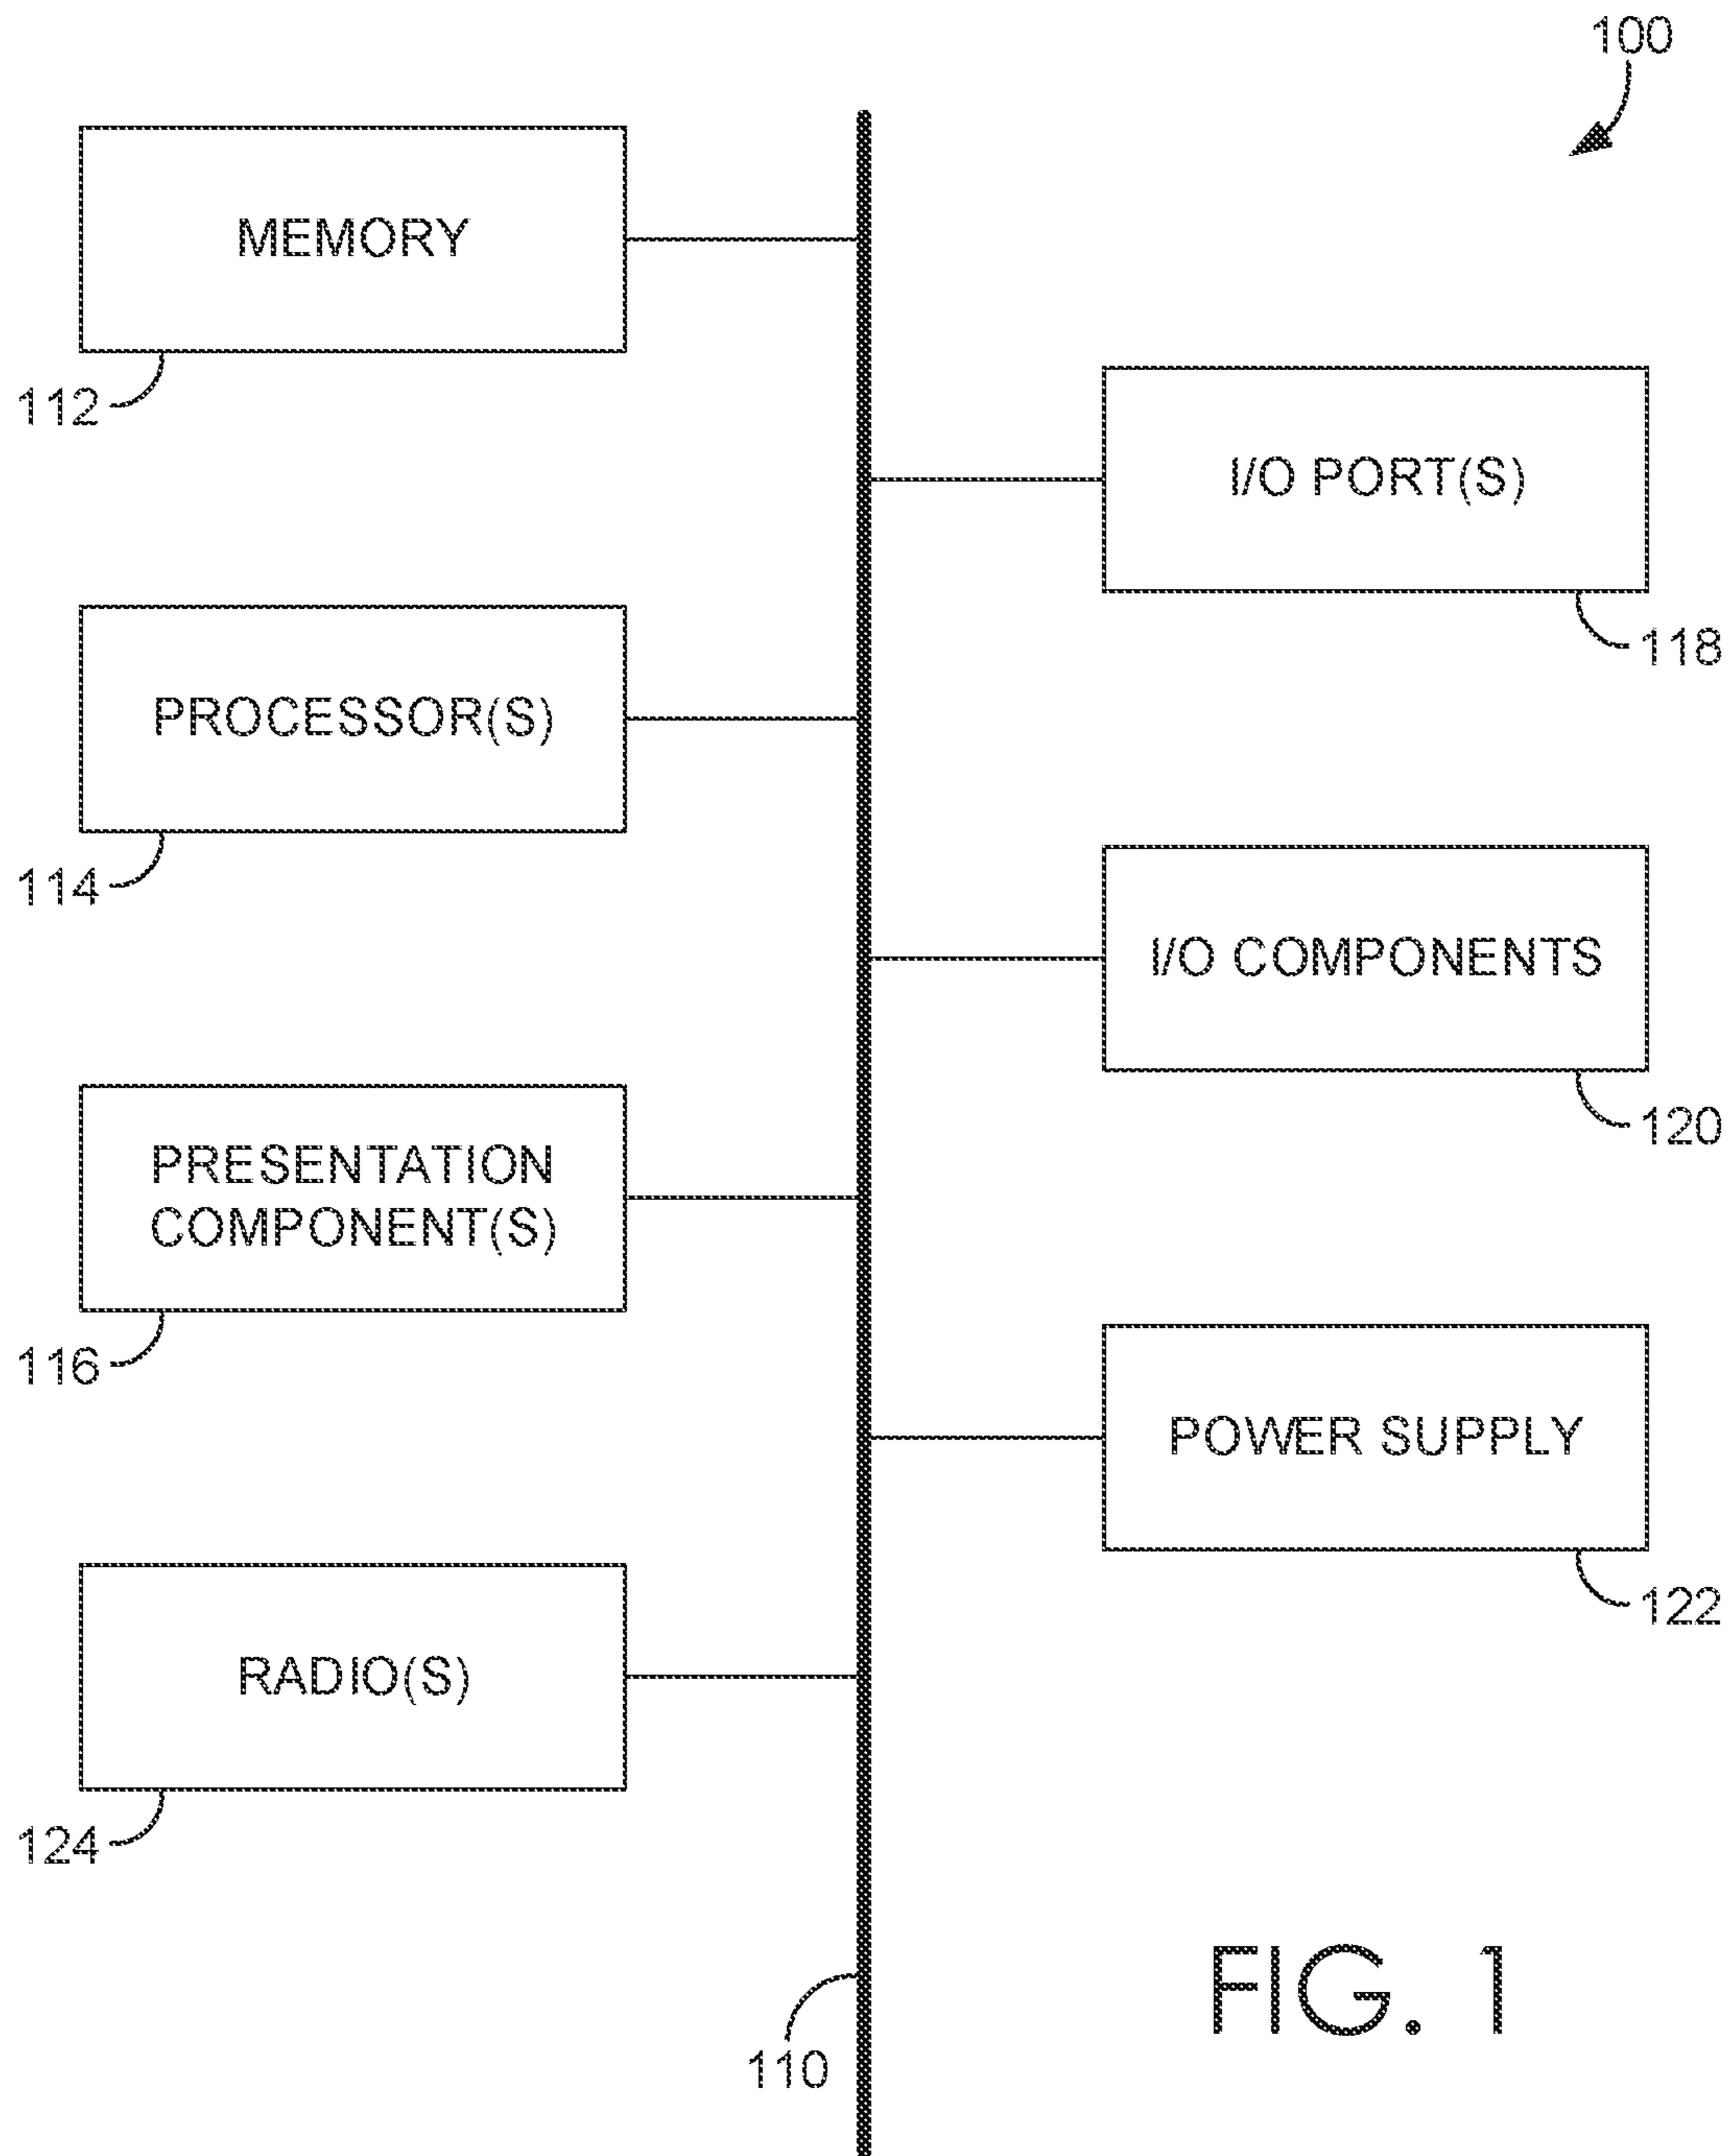 100
MEMORY
112
I/O PORT(S)
118
PROCESSOR(S)
114
I/O COMPONENTS
120
PRESENTATION
COMPONENT(S)
116
POWER SUPPLY
122
RADIO(S)
124
110
FIG. 1